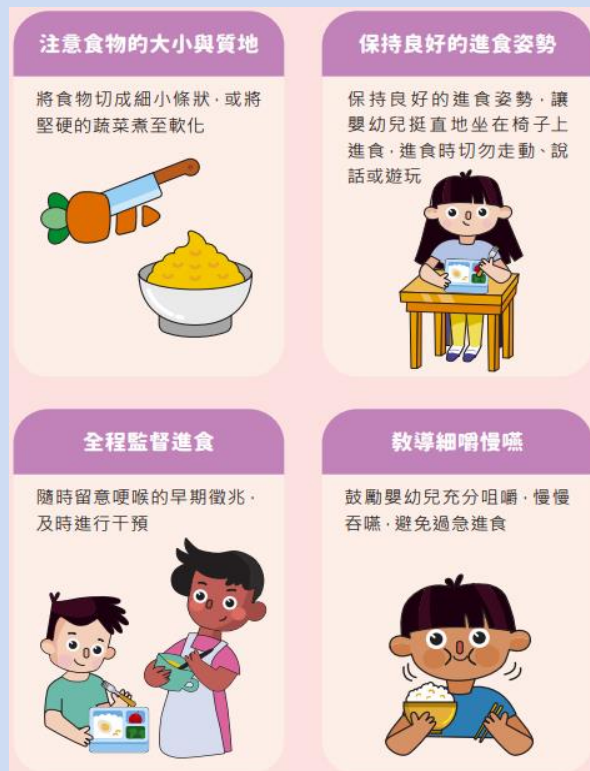 注意食物的大小與質地
將食物切成細小條狀，或將
堅硬的蔬菜煮至軟化
保持良好的進食姿勢
保持良好的進食姿勢，讓
嬰幼兒挺直地坐在椅子上
進食，進食時切勿走動、說
話或遊玩
全程監督進食
隨時留意哽喉的早期徵兆，
及時進行干預
教導細嚼慢嚥
鼓勵嬰幼兒充分咀嚼，慢慢
吞嚥，避免過急進食